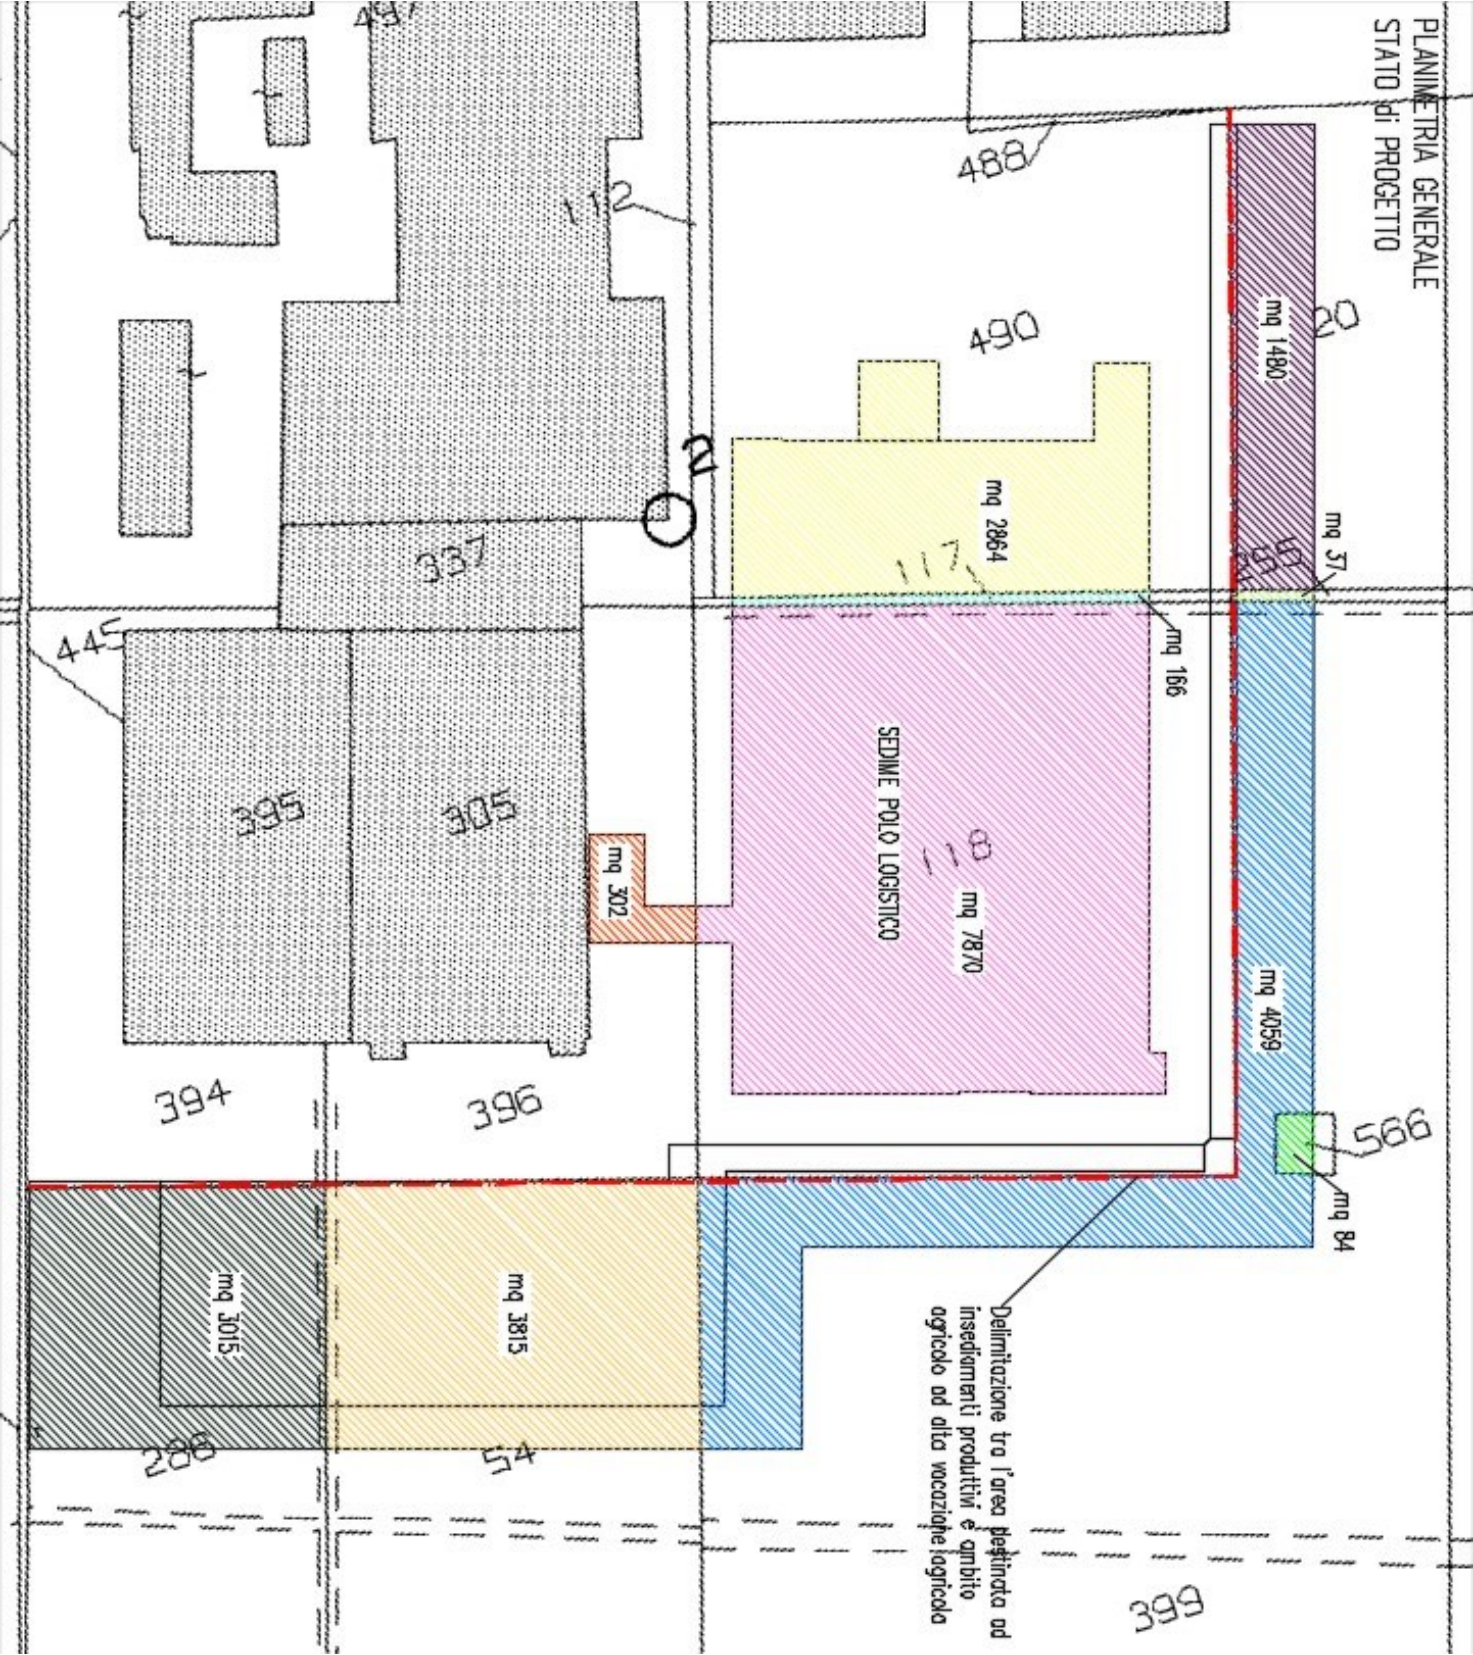 PLANIMETRIA GENERALE
STATO di PROGETTO
497
112
488
490
20
mq 1480
mq 37
255
2
mq 2864
117
mq 166
337
445
395
305
SEDIME POLO LOGISTICO
118
mq 7870
mq 302
mq 4059
394
396
566
mq 84
mq 3015
mq 3815
286
54
Delimitazione tra l'area destinata ad
insediamenti produttivi e ambito
agricolo ad alta vocazione agricola
399